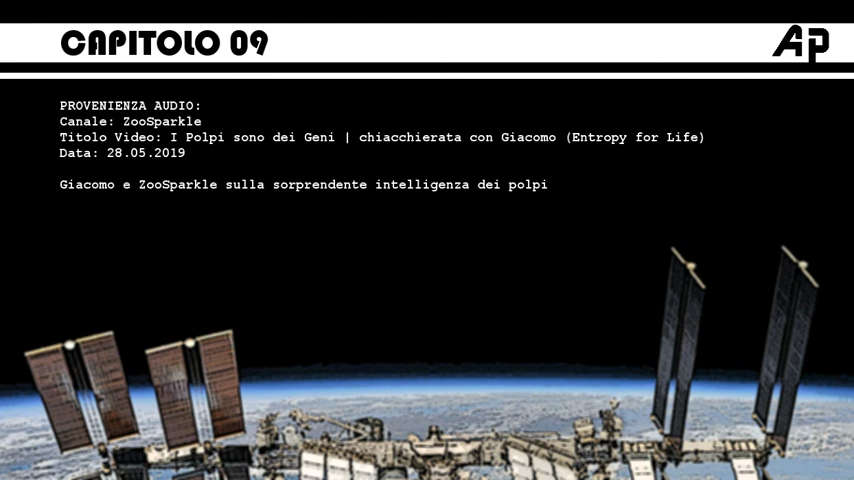 CAPITOLO 09
AP
PROVENIENZA AUDIO:
Canale: ZooSparkle
Titolo Video: I Polpi sono dei Geni | chiacchierata con Giacomo (Entropy for Life)
Data: 28.05.2019
Giacomo e ZooSparkle sulla sorprendente intelligenza dei polpi